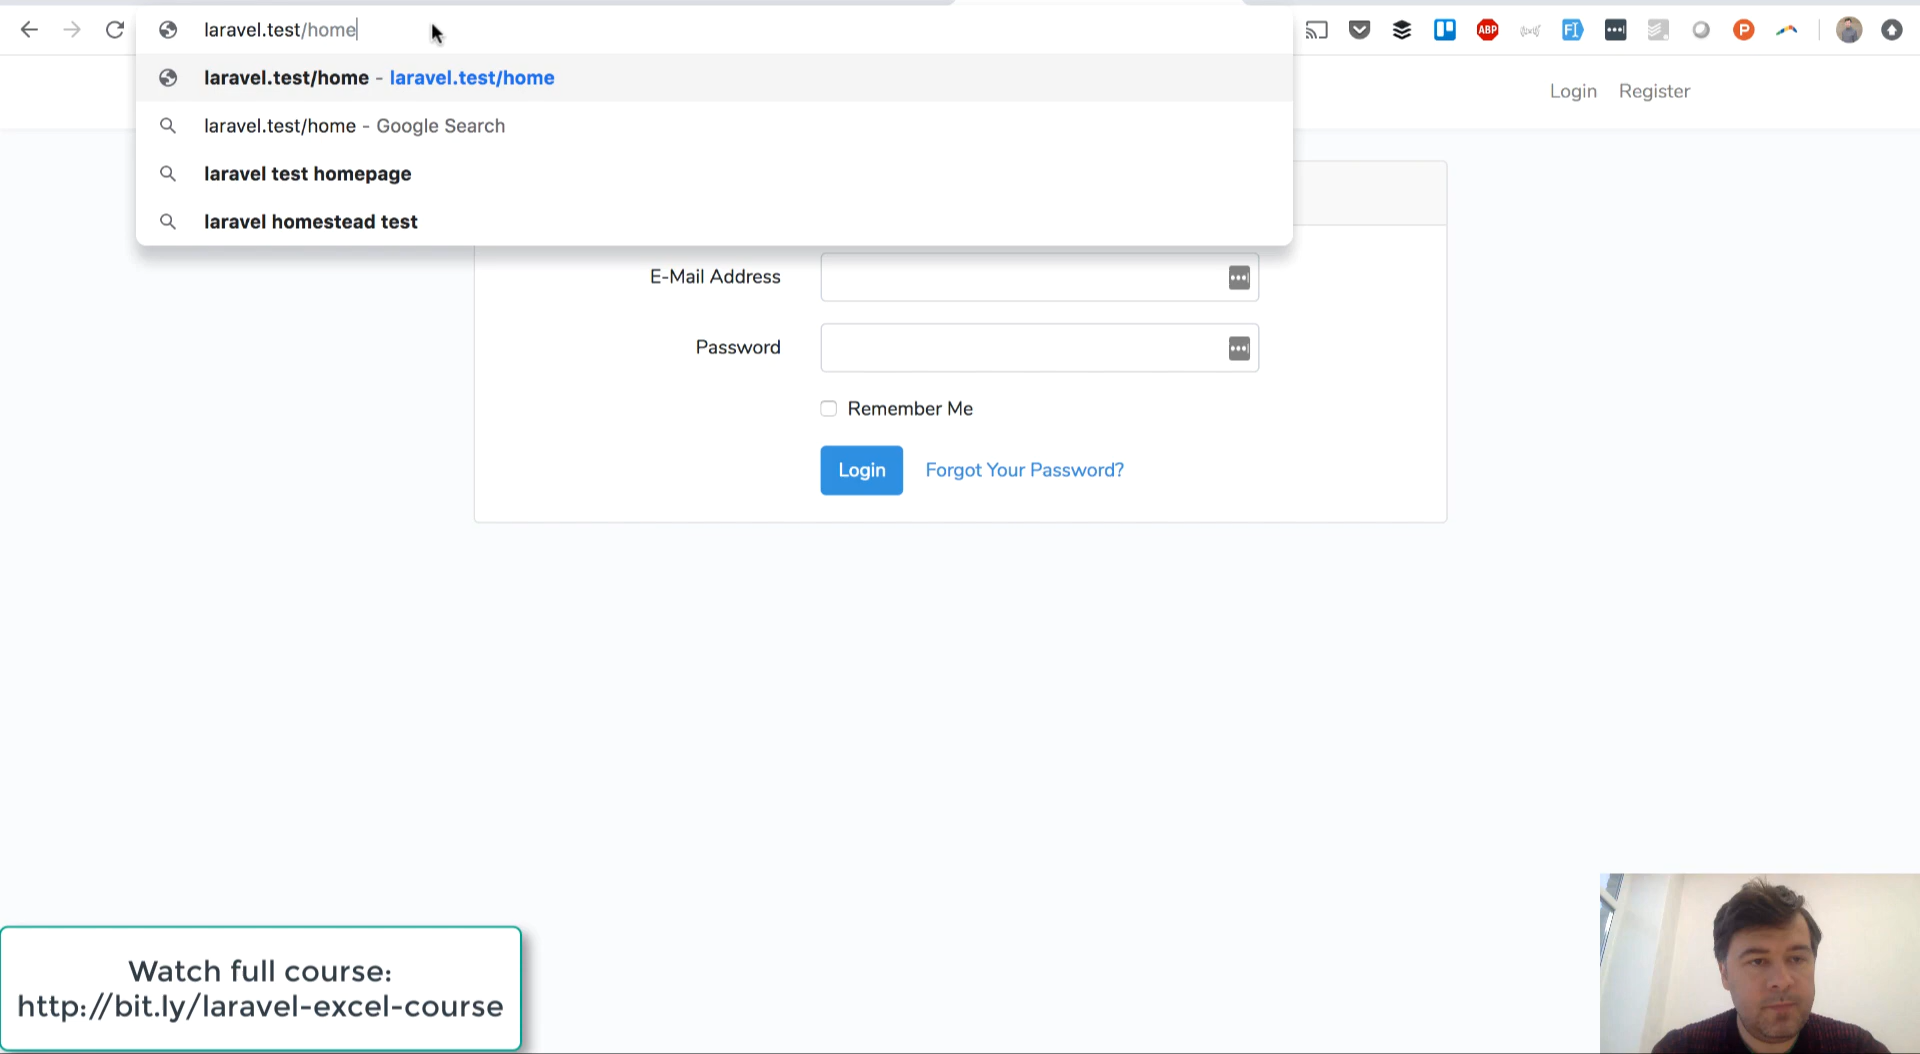 laravel.test/home
ABP
FI
P
laravel.test/home - laravel.test/home
Login Register
laravel.test/home - Google Search
laravel test homepage
laravel homestead test
E-Mail Address
Password
Remember Me
Login Forgot Your Password?
Watch full course:
http://bit.ly/laravel-excel-course